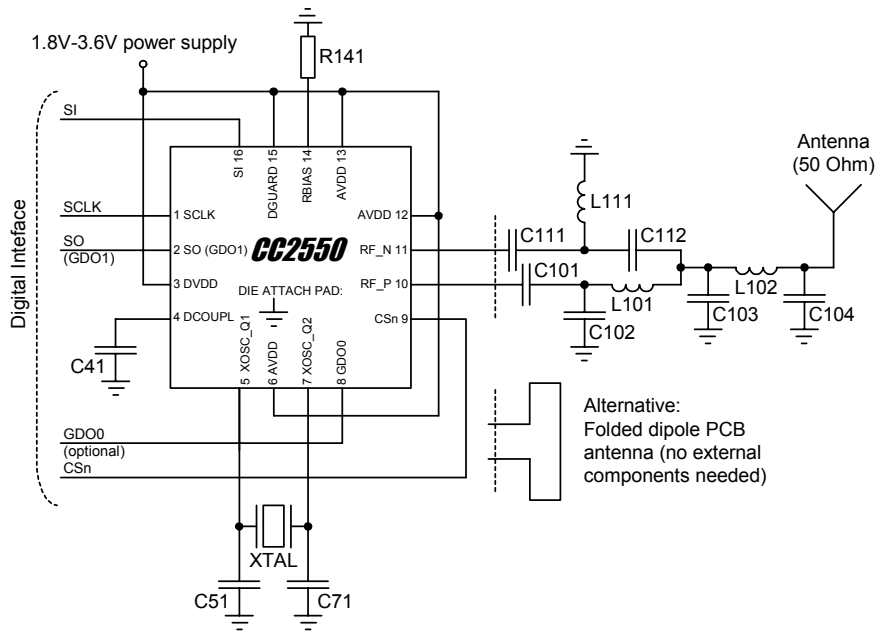 1.8V-3.6V power supply
R141
SI
SI 16
DGUARD 15
RBIAS 14
AVDD 13
Antenna
(50 Ohm)
L111
SCLK
1 SCLK
AVDD 12
C111
C112
SO
(GDO1)
2 SO (GDO1)
CC2550
RF_N 11
C101
3 DVDD
DIE ATTACH PAD:
RF_P 10
L101
L102
4 DCOUPL
CSn 9
C102
C103
C104
C41
5 XOSC_Q1
6 AVDD
7 XOSC_Q2
8 GDO0
Digital Inteface
GDO0
(optional)
CSn
Alternative:
Folded dipole PCB
antenna (no external
components needed)
XTAL
C51
C71